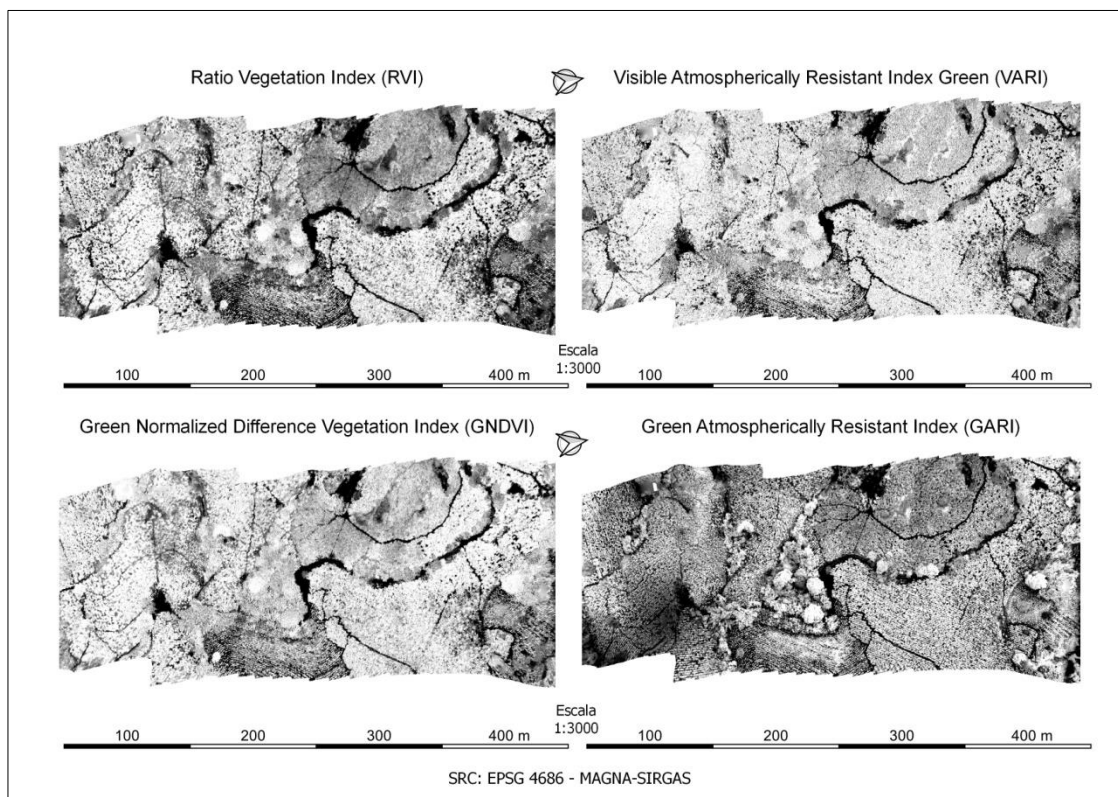 Ratio Vegetation Index (RVI)
Visible Atmospherically Resistant Index Green (VARI)
Escala
1:3000
100 200 300 400 m
100 200 300 400 m
Green Normalized Difference Vegetation Index (GNDVI)
Green Atmospherically Resistant Index (GARI)
Escala
1:3000
100 200 300 400 m
100 200 300 400 m
SRC: EPSG 4686 - MAGNA-SIRGAS